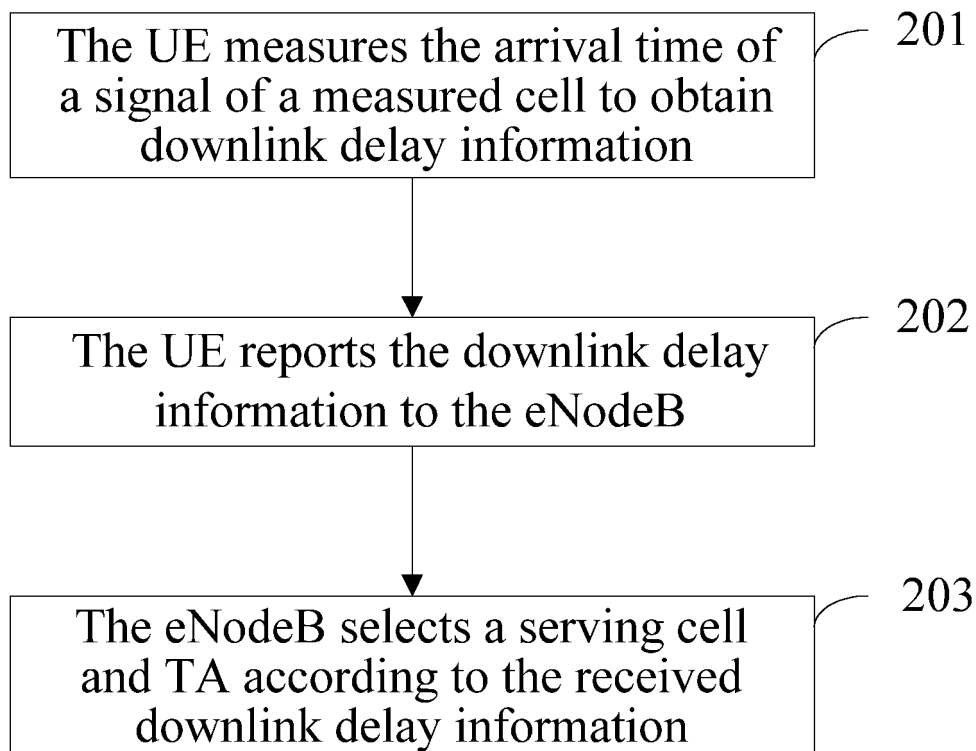 The UE measures the arrival time of
a signal of a measured cell to obtain
downlink delay information
201
The UE reports the downlink delay
information to the eNodeB
202
The eNodeB selects a serving cell
and TA according to the received
downlink delay information
203